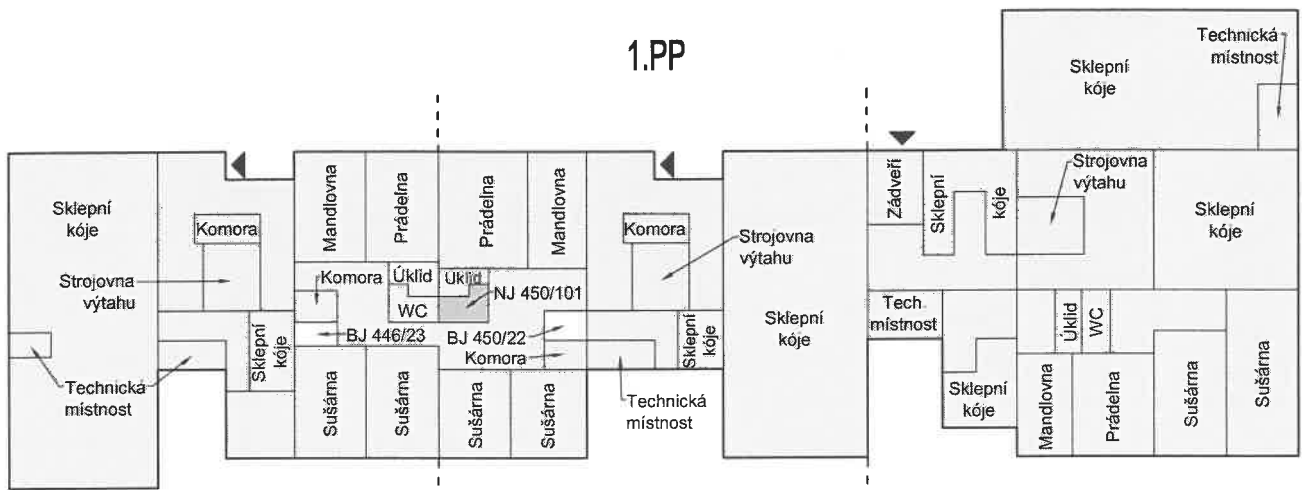 1.PP
Sklepní
kóje
Technická
místnost
Sklepní
kóje
Komora
Strojovna
výtahu
Technická
místnost
Sklepní
kóje
Mandlovna
Prádelna
Prádelna
Mandlovna
Komora
Úklid
Úklid
WC
NJ 450/101
BJ 446/23
BJ 450/22
Komora
Sušárna
Sušárna
Sušárna
Sušárna
Komora
Strojovna
výtahu
Sklepní
kóje
Technická
místnost
Sklepní
kóje
Zádveří
Sklepní
kóje
Strojovna
výtahu
Sklepní
kóje
Tech.
místnost
Úklid
WC
Sklepní
kóje
Mandlovna
Prádelna
Sušárna
Sušárna